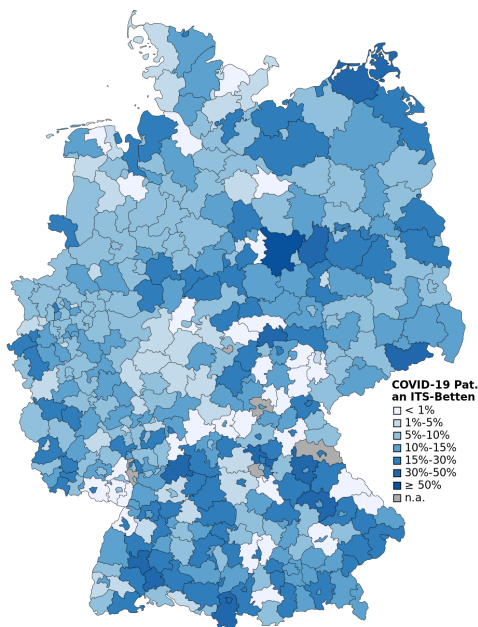 COVID-19 Pat.
an ITS-Betten
< 1%
1%-5%
5%-10%
10%-15%
15%-30%
30%-50%
≥ 50%
n.a.